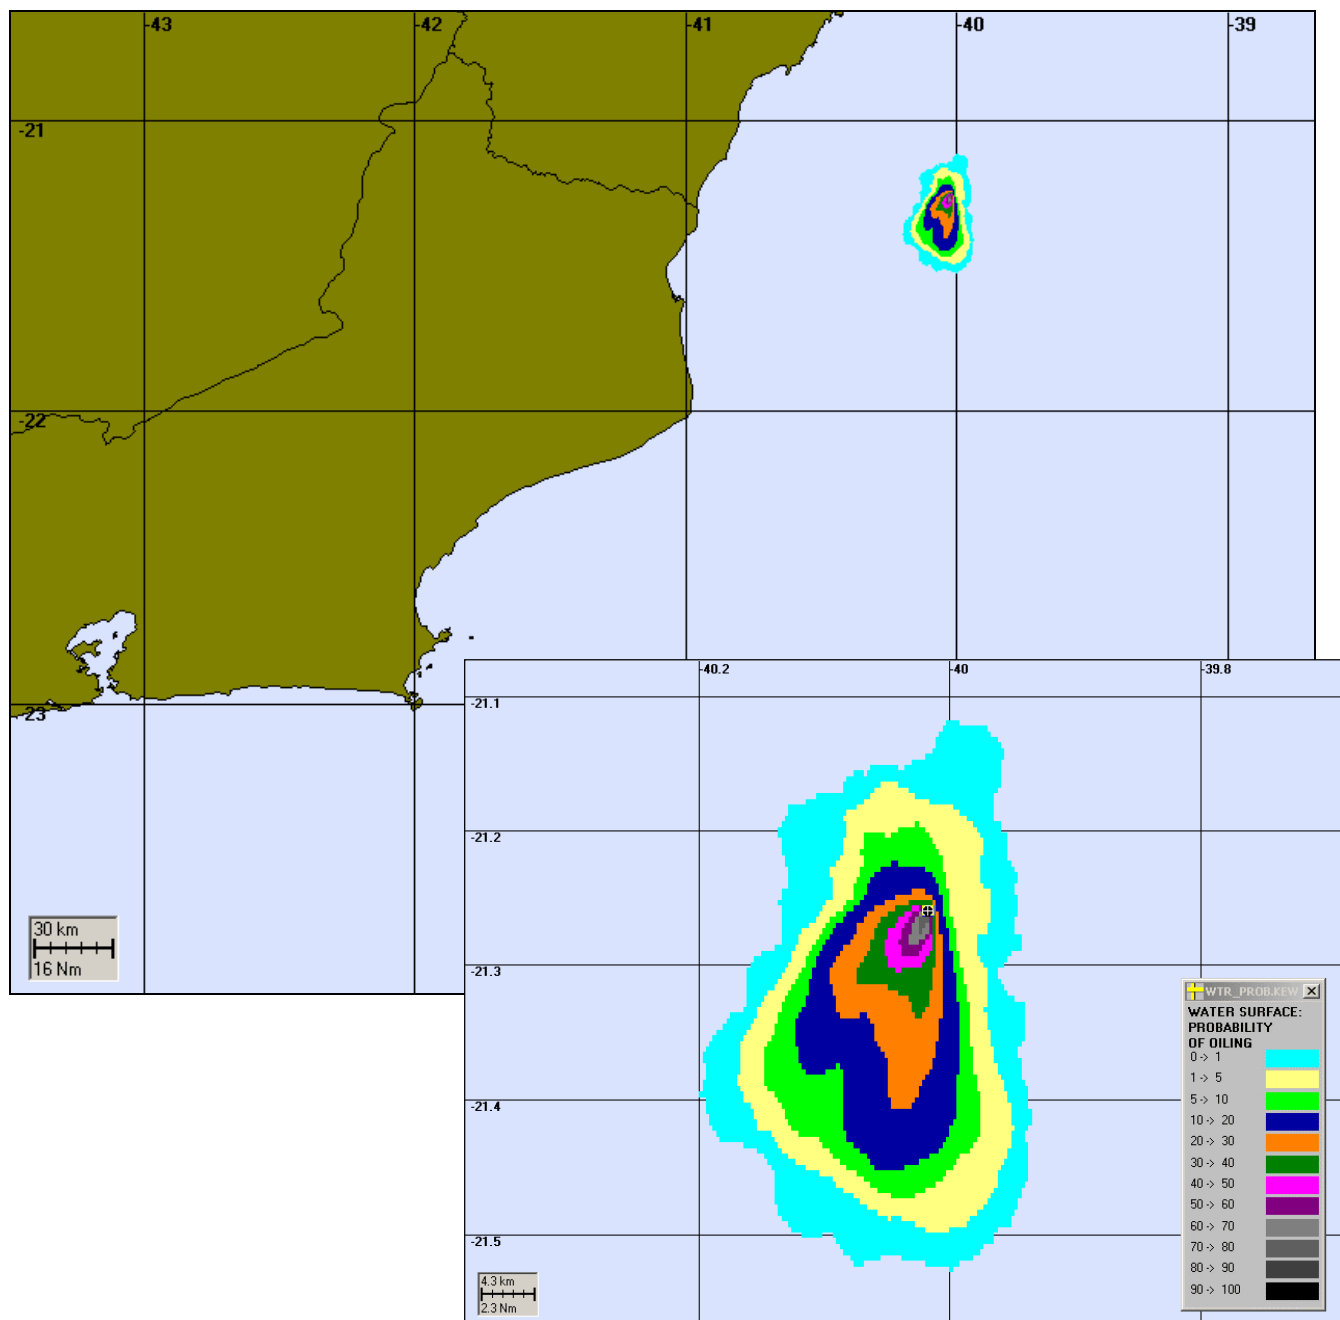 -43
-42
-41
-40
-39
-21
-22
-23
30 km
16 Nm
-40.2
-40
-39.8
-21.1
-21.2
-21.3
-21.4
-21.5
4.3 km
2.3 Nm
WTR_PROB.KEW
WATER SURFACE:
PROBABILITY
OF OILING
0 -> 1
1 -> 5
5 -> 10
10 -> 20
20 -> 30
30 -> 40
40 -> 50
50 -> 60
60 -> 70
70 -> 80
80 -> 90
90 -> 100